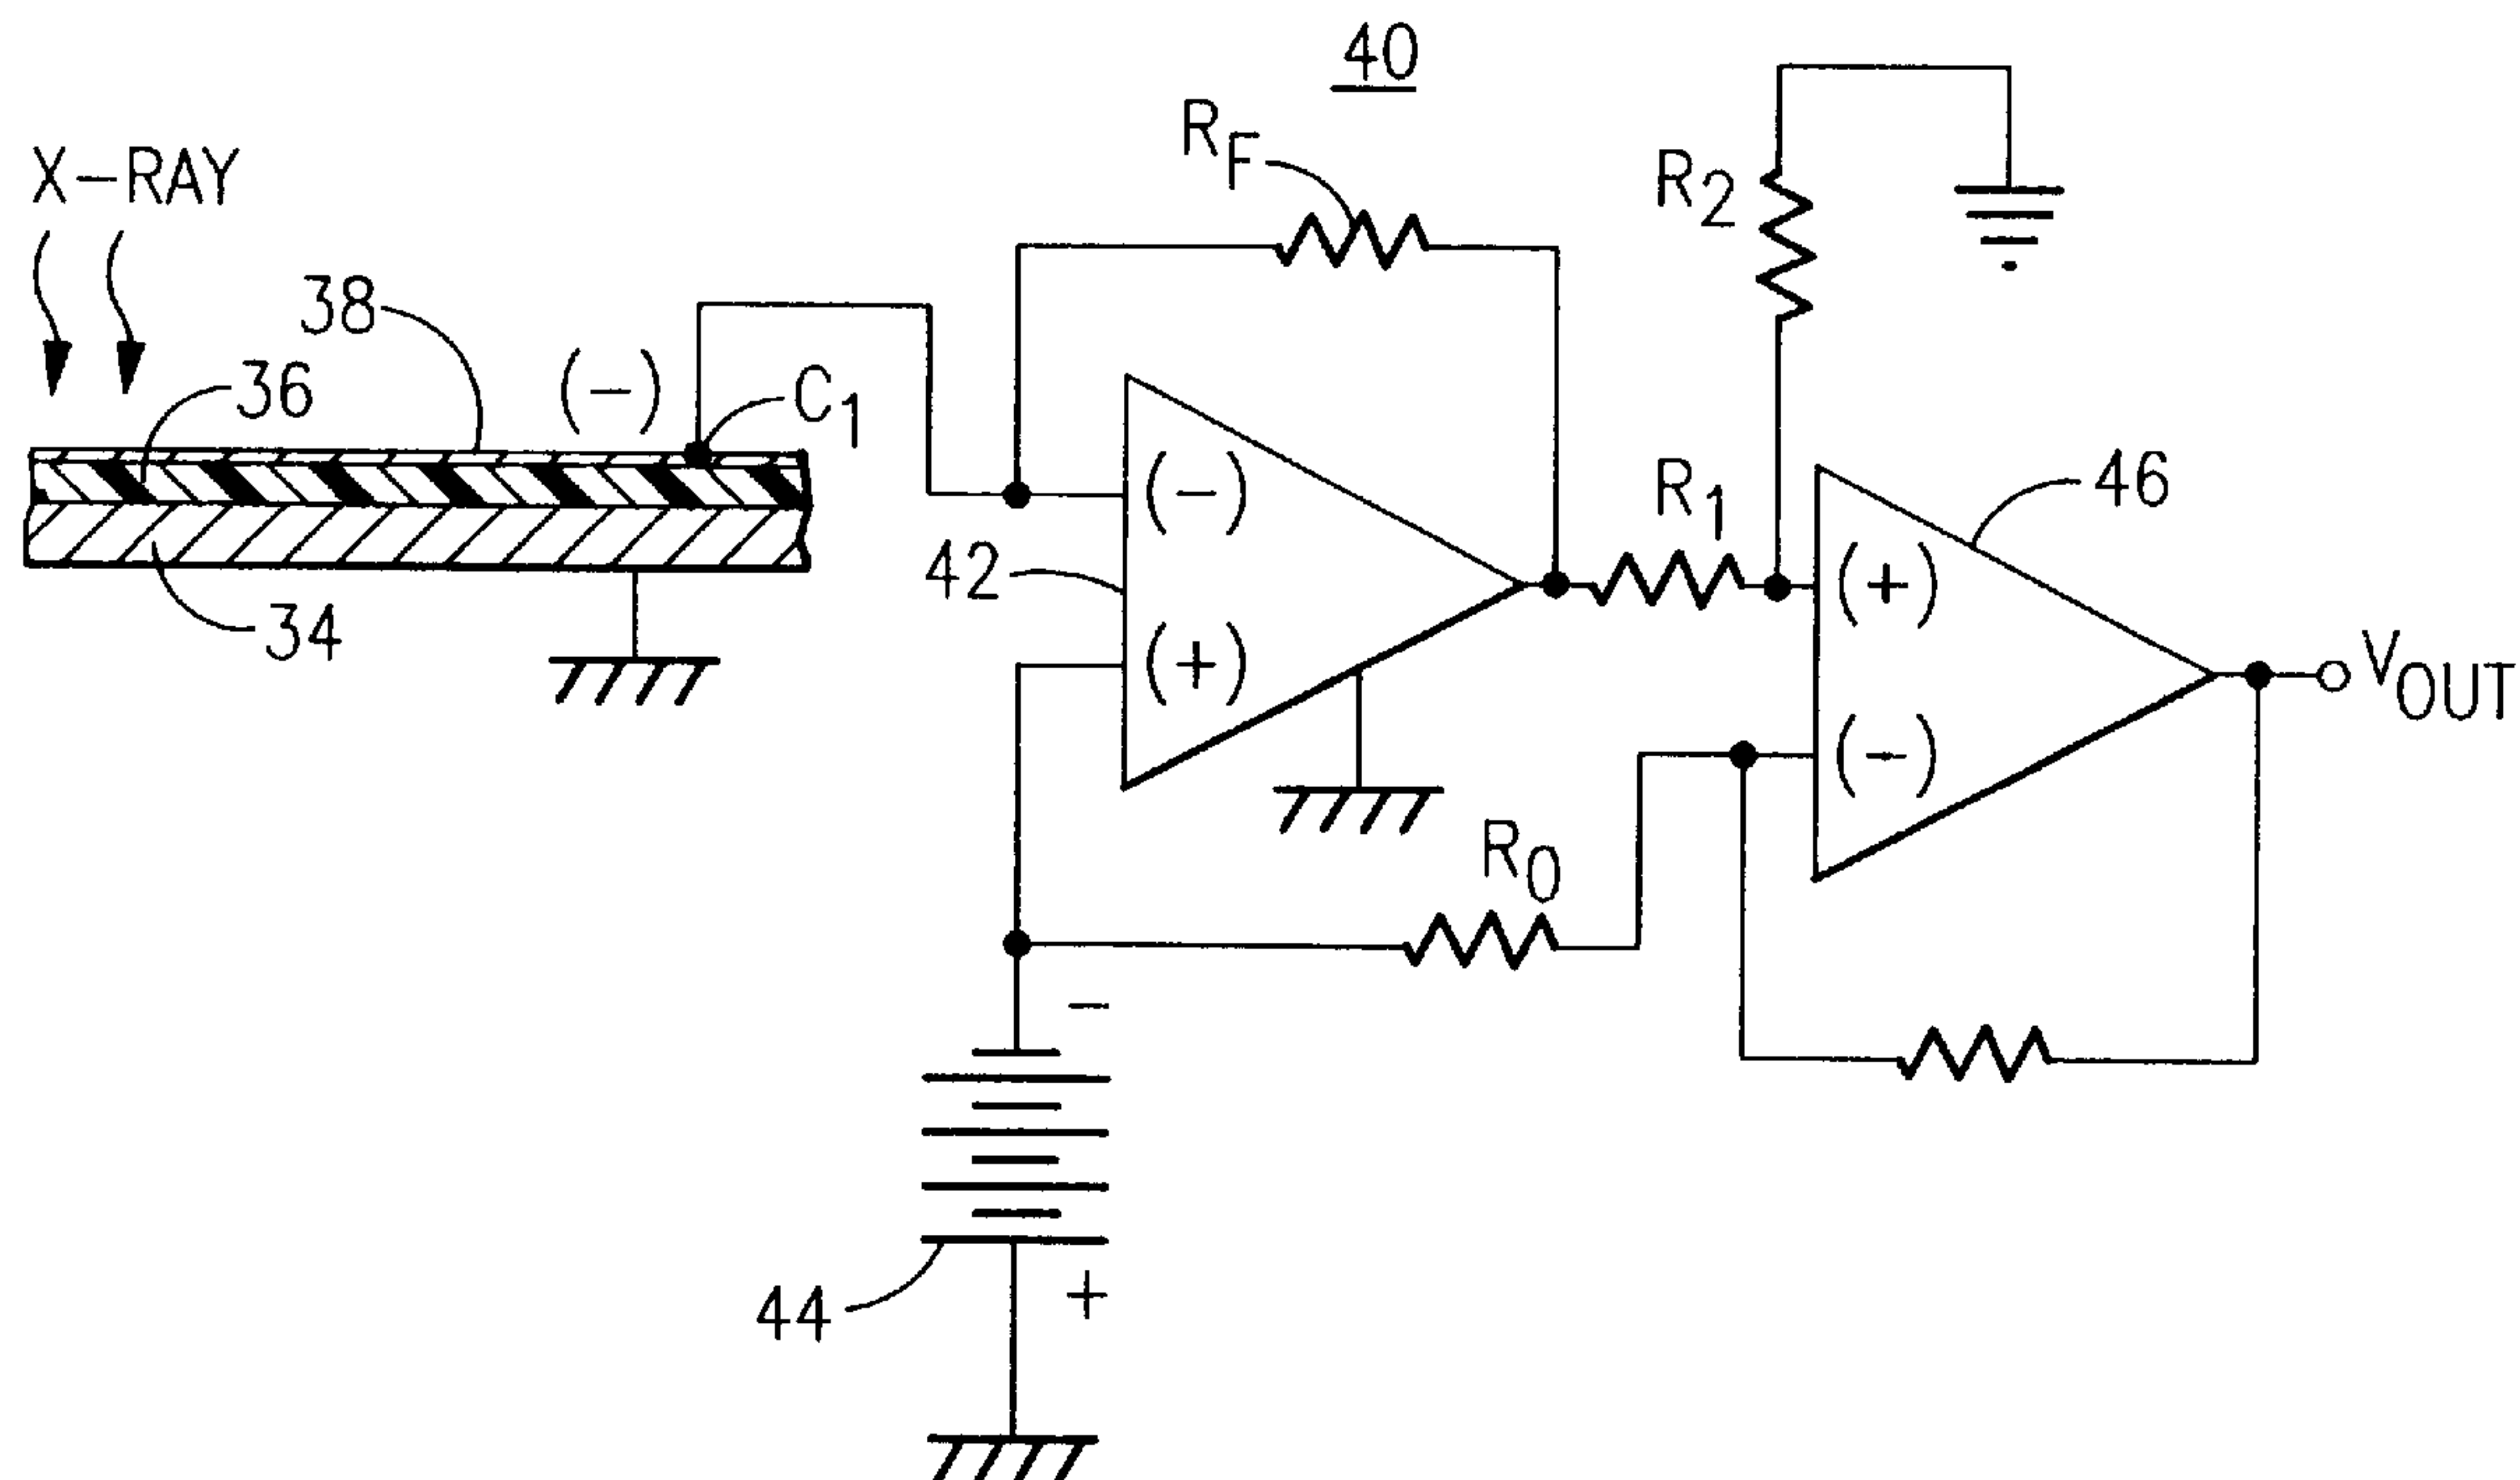 40
R_F
X-RAY
R_2
38
(-)
C_1
36
R_1
46
(-)
(+)
42
34
(+)
(-)
V_OUT
R_0
-
44
+